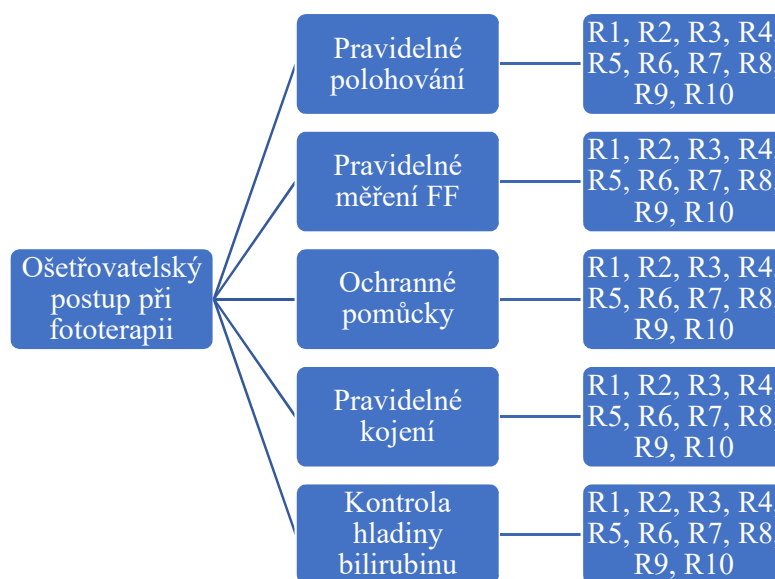 Ošetřovatelský
postup při
fototerapii
Pravidelné
polohování
R1, R2, R3, R4,
R5, R6, R7, R8,
R9, R10
Pravidelné
měření FF
R1, R2, R3, R4,
R5, R6, R7, R8,
R9, R10
Ochranné
pomůcky
R1, R2, R3, R4,
R5, R6, R7, R8,
R9, R10
Pravidelné
kojení
R1, R2, R3, R4,
R5, R6, R7, R8,
R9, R10
Kontrola
hladiny
bilirubinu
R1, R2, R3, R4,
R5, R6, R7, R8,
R9, R10